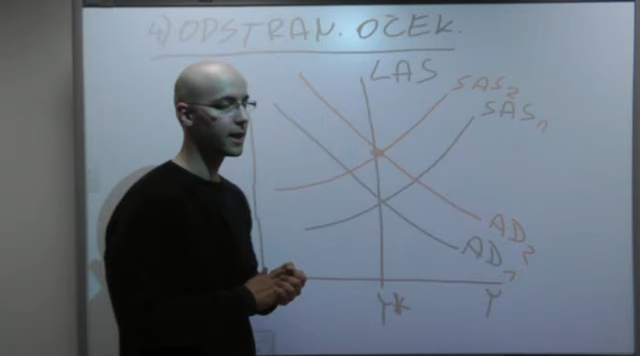 4) ODSTRAN. OČEK.
LAS
SAS2
SAS1
AD2
AD1
Y*
Y